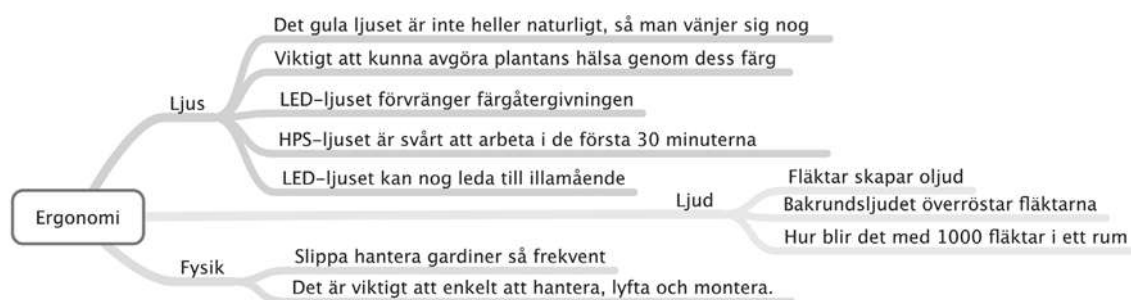 Det gula ljuset är inte heller naturligt, så man vänjer sig nog
Viktigt att kunna avgöra plantans hälsa genom dess färg
Ljus
LED-ljuset förvränger färgåtergivningen
HPS-ljuset är svårt att arbeta i de första 30 minuterna
LED-ljuset kan nog leda till illamående
Ergonomi
Ljud
Fläktar skapar oljud
Bakrundsljudet överröstar fläktarna
Hur blir det med 1000 fläktar i ett rum
Fysik
Slippa hantera gardiner så frekvent
Det är viktigt att enkelt att hantera, lyfta och montera.